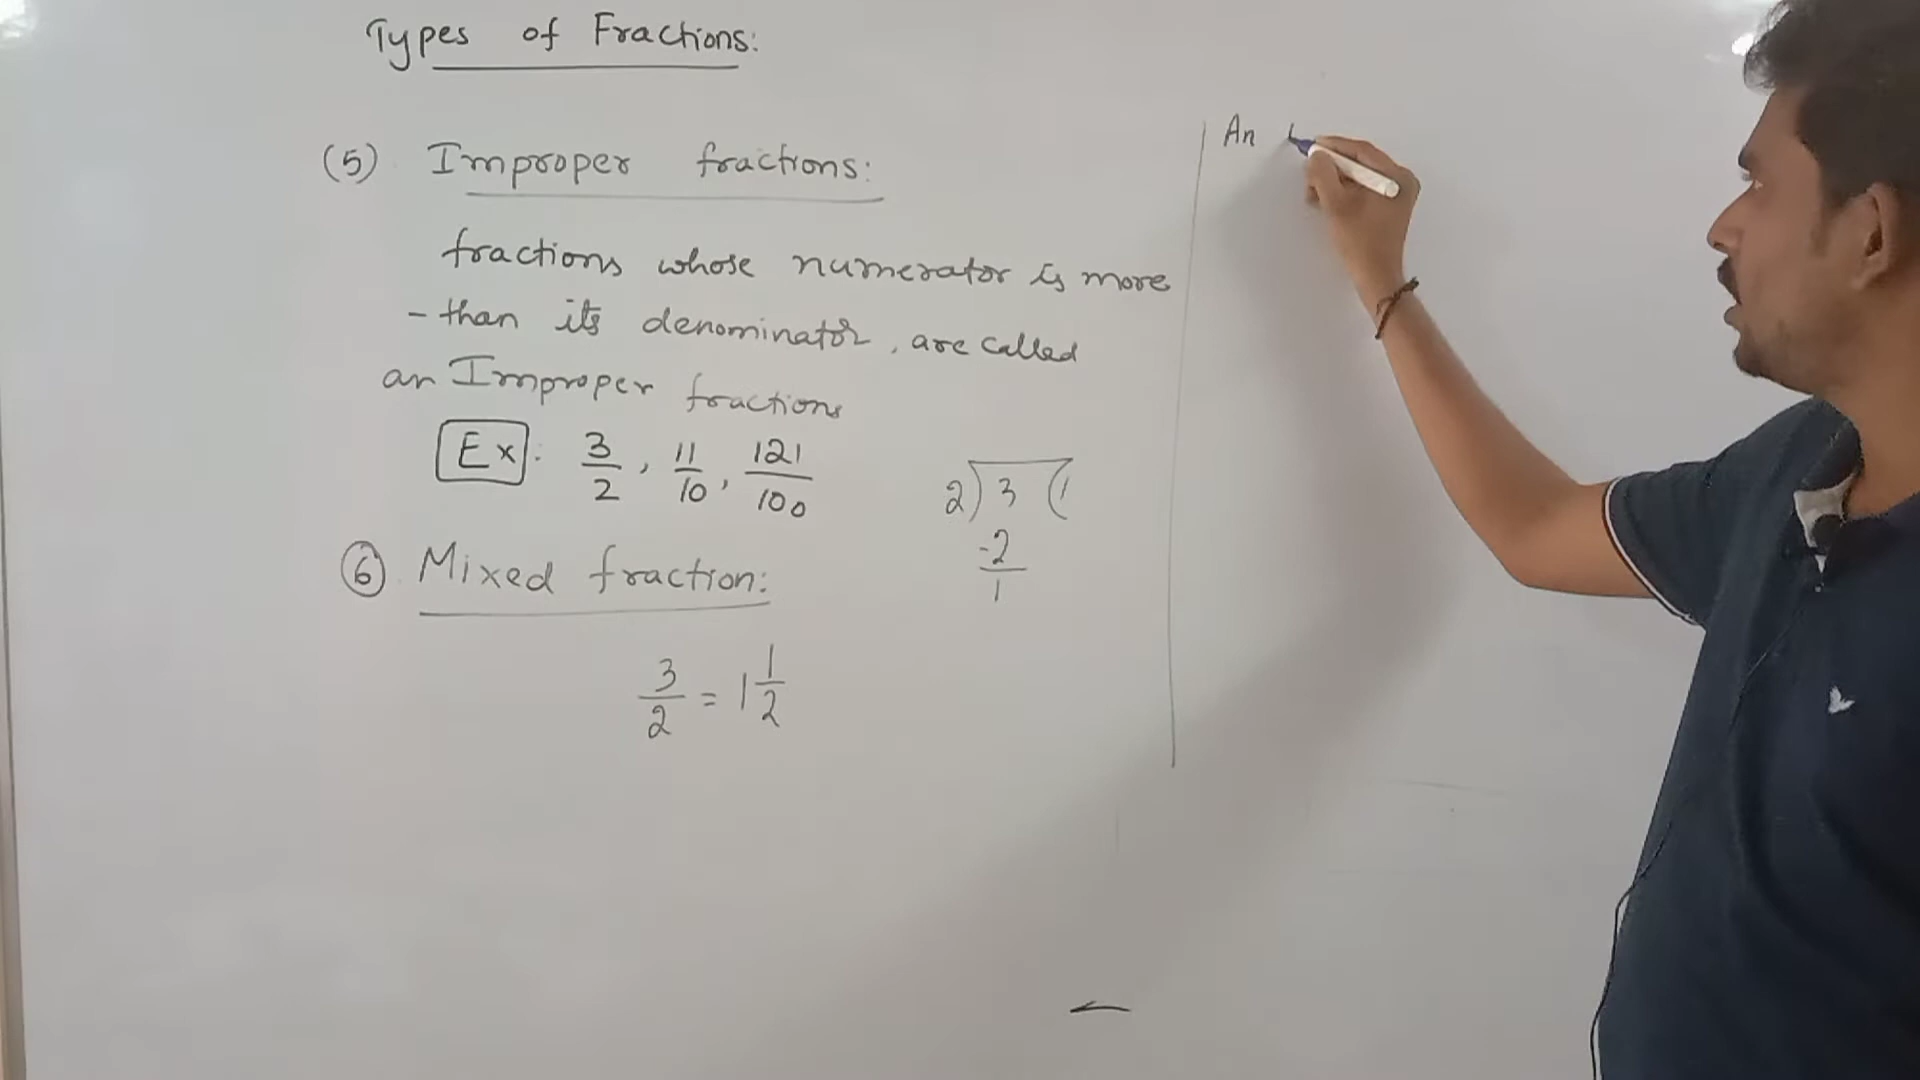 Types of Fractions:
(5) Improper fractions:
fractions whose numerator is more
- than its denominator, are called
an Improper fractions
Ex: 3/2, 11/10, 121/100
2) 3 (1
-2
1
6 Mixed fraction:
3/2 = 1 1/2
An